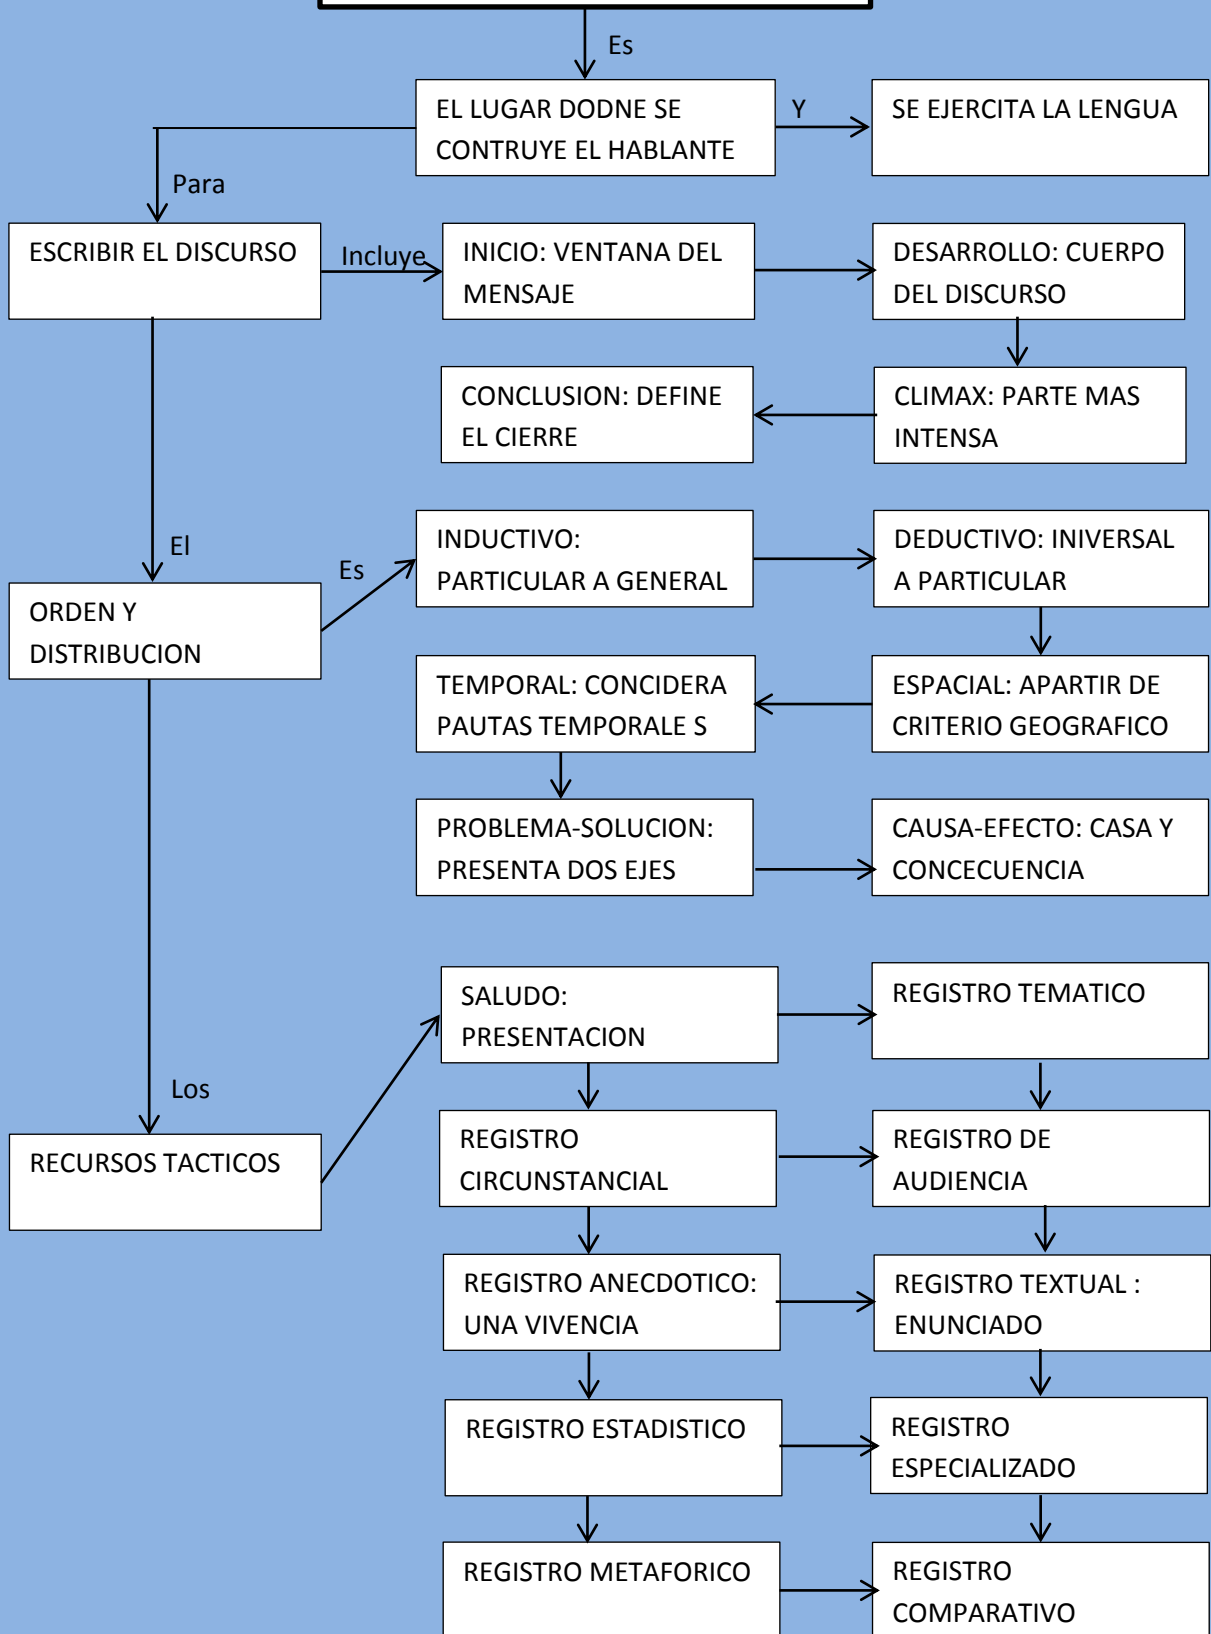 Es
EL LUGAR DODNE SE
CONTRUYE EL HABLANTE
Y
SE EJERCITA LA LENGUA
Para
ESCRIBIR EL DISCURSO
Incluye
INICIO: VENTANA DEL
MENSAJE
DESARROLLO: CUERPO
DEL DISCURSO
CONCLUSION: DEFINE
EL CIERRE
CLIMAX: PARTE MAS
INTENSA
El
ORDEN Y
DISTRIBUCION
Es
INDUCTIVO:
PARTICULAR A GENERAL
DEDUCTIVO: INIVERSAL
A PARTICULAR
TEMPORAL: CONCIDERA
PAUTAS TEMPORALE S
ESPACIAL: APARTIR DE
CRITERIO GEOGRAFICO
PROBLEMA-SOLUCION:
PRESENTA DOS EJES
CAUSA-EFECTO: CASA Y
CONCECUENCIA
Los
RECURSOS TACTICOS
SALUDO:
PRESENTACION
REGISTRO TEMATICO
REGISTRO
CIRCUNSTANCIAL
REGISTRO DE
AUDIENCIA
REGISTRO ANECDOTICO:
UNA VIVENCIA
REGISTRO TEXTUAL :
ENUNCIADO
REGISTRO ESTADISTICO
REGISTRO
ESPECIALIZADO
REGISTRO METAFORICO
REGISTRO
COMPARATIVO